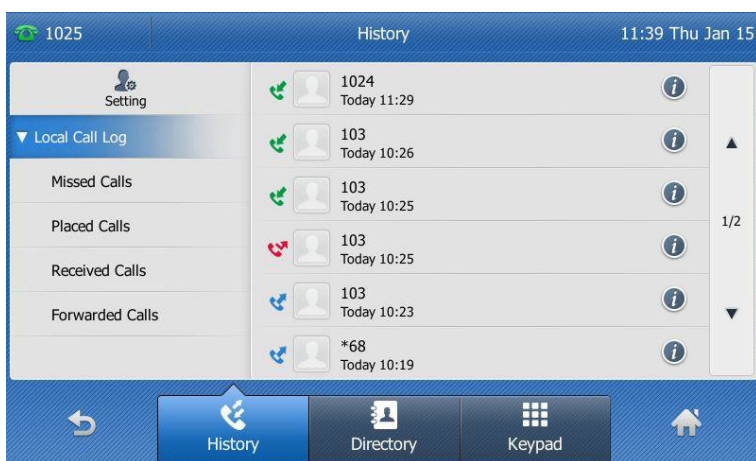 1025 History 11:39 Thu Jan 15
Setting
Local Call Log
Missed Calls
Placed Calls
Received Calls
Forwarded Calls
1024
Today 11:29
103
Today 10:26
103
Today 10:25
103
Today 10:25
103
Today 10:23
*68
Today 10:19
1/2
History Directory Keypad